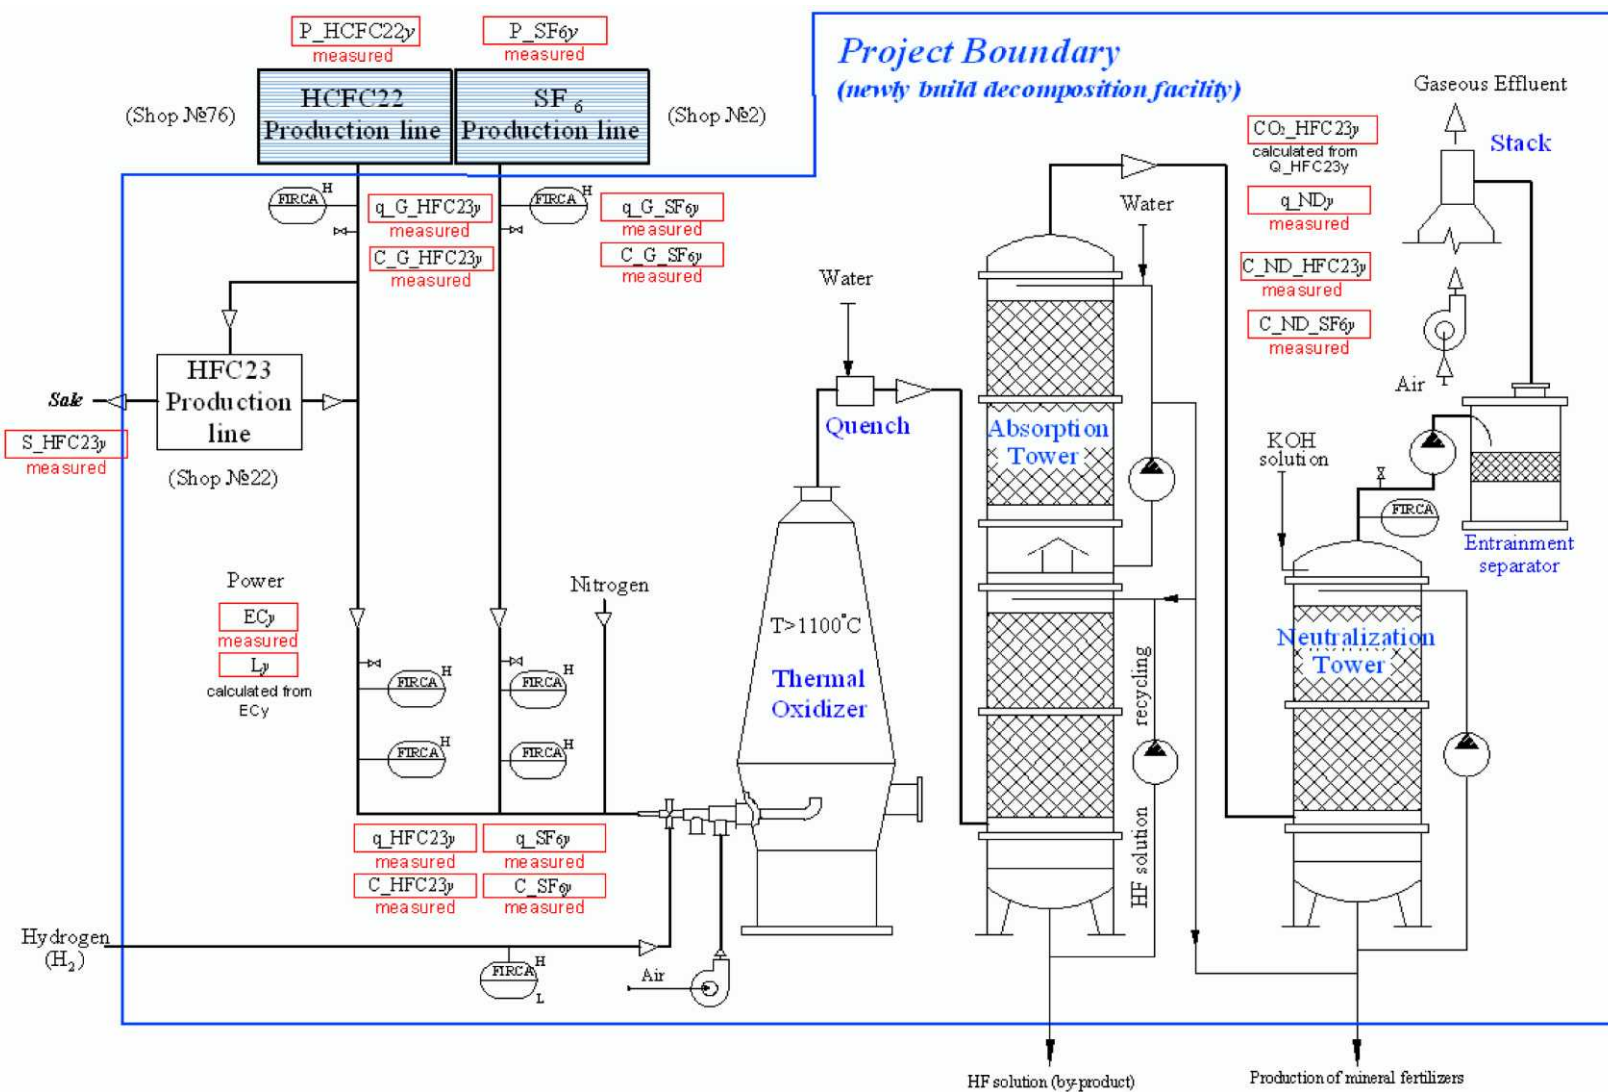 P_HCFC22y
measured
P_SF6y
measured
Project Boundary
(newly build decomposition facility)
(Shop №76)
HCFC22
Production line
SF6
Production line
(Shop №2)
Gaseous Effluent
Stack
CO2_HFC23y
calculated from
Q_HFC23y
q_NDy
measured
C_ND_HFC23y
measured
C_ND_SF6y
measured
Air
FIRCA
H
q_G_HFC23y
measured
C_G_HFC23y
measured
FIRCA
H
q_G_SF6y
measured
C_G_SF6y
measured
Water
Water
Sale
HFC23
Production
line
S_HFC23y
measured
(Shop №22)
Quench
Absorption
Tower
KOH
solution
FIRCA
Entrainment
separator
Power
ECy
measured
Ly
calculated from
ECy
Nitrogen
T>1100°C
Thermal
Oxidizer
Neutralization
Tower
FIRCA
H
FIRCA
H
FIRCA
H
FIRCA
H
HF solution
recycling
q_HFC23y
measured
C_HFC23y
measured
q_SF6y
measured
C_SF6y
measured
Hydrogen
(H2)
FIRCA
H
L
Air
HF solution (by-product)
Production of mineral fertilizers